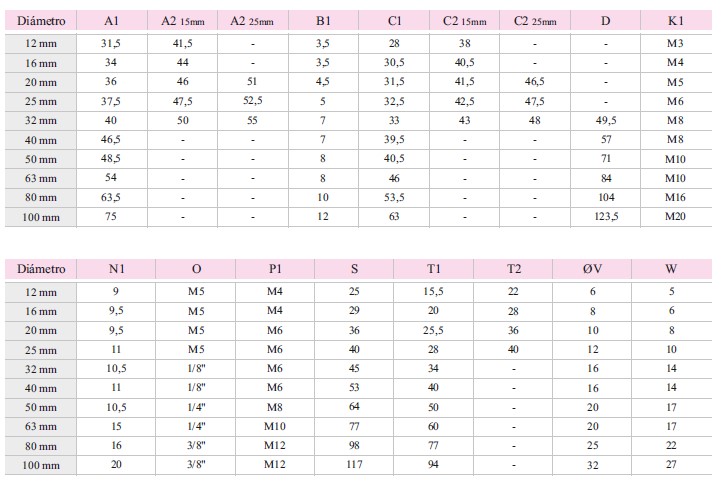 Diámetro A1 A2 15mm A2 25mm B1 C1 C2 15mm C2 25mm D K1
12 mm 31,5 41,5 - 3,5 28 38 - - M3
16 mm 34 44 - 3,5 30,5 40,5 - - M4
20 mm 36 46 51 4,5 31,5 41,5 46,5 - M5
25 mm 37,5 47,5 52,5 5 32,5 42,5 47,5 - M6
32 mm 40 50 55 7 33 43 48 49,5 M8
40 mm 46,5 - - 7 39,5 - - 57 M8
50 mm 48,5 - - 8 40,5 - - 71 M10
63 mm 54 - - 8 46 - - 84 M10
80 mm 63,5 - - 10 53,5 - - 104 M16
100 mm 75 - - 12 63 - - 123,5 M20
Diámetro N1 O P1 S T1 T2 ØV W
12 mm 9 M5 M4 25 15,5 22 6 5
16 mm 9,5 M5 M4 29 20 28 8 6
20 mm 9,5 M5 M6 36 25,5 36 10 8
25 mm 11 M5 M6 40 28 40 12 10
32 mm 10,5 1/8" M6 45 34 - 16 14
40 mm 11 1/8" M6 53 40 - 16 14
50 mm 10,5 1/4" M8 64 50 - 20 17
63 mm 15 1/4" M10 77 60 - 20 17
80 mm 16 3/8" M12 98 77 - 25 22
100 mm 20 3/8" M12 117 94 - 32 27